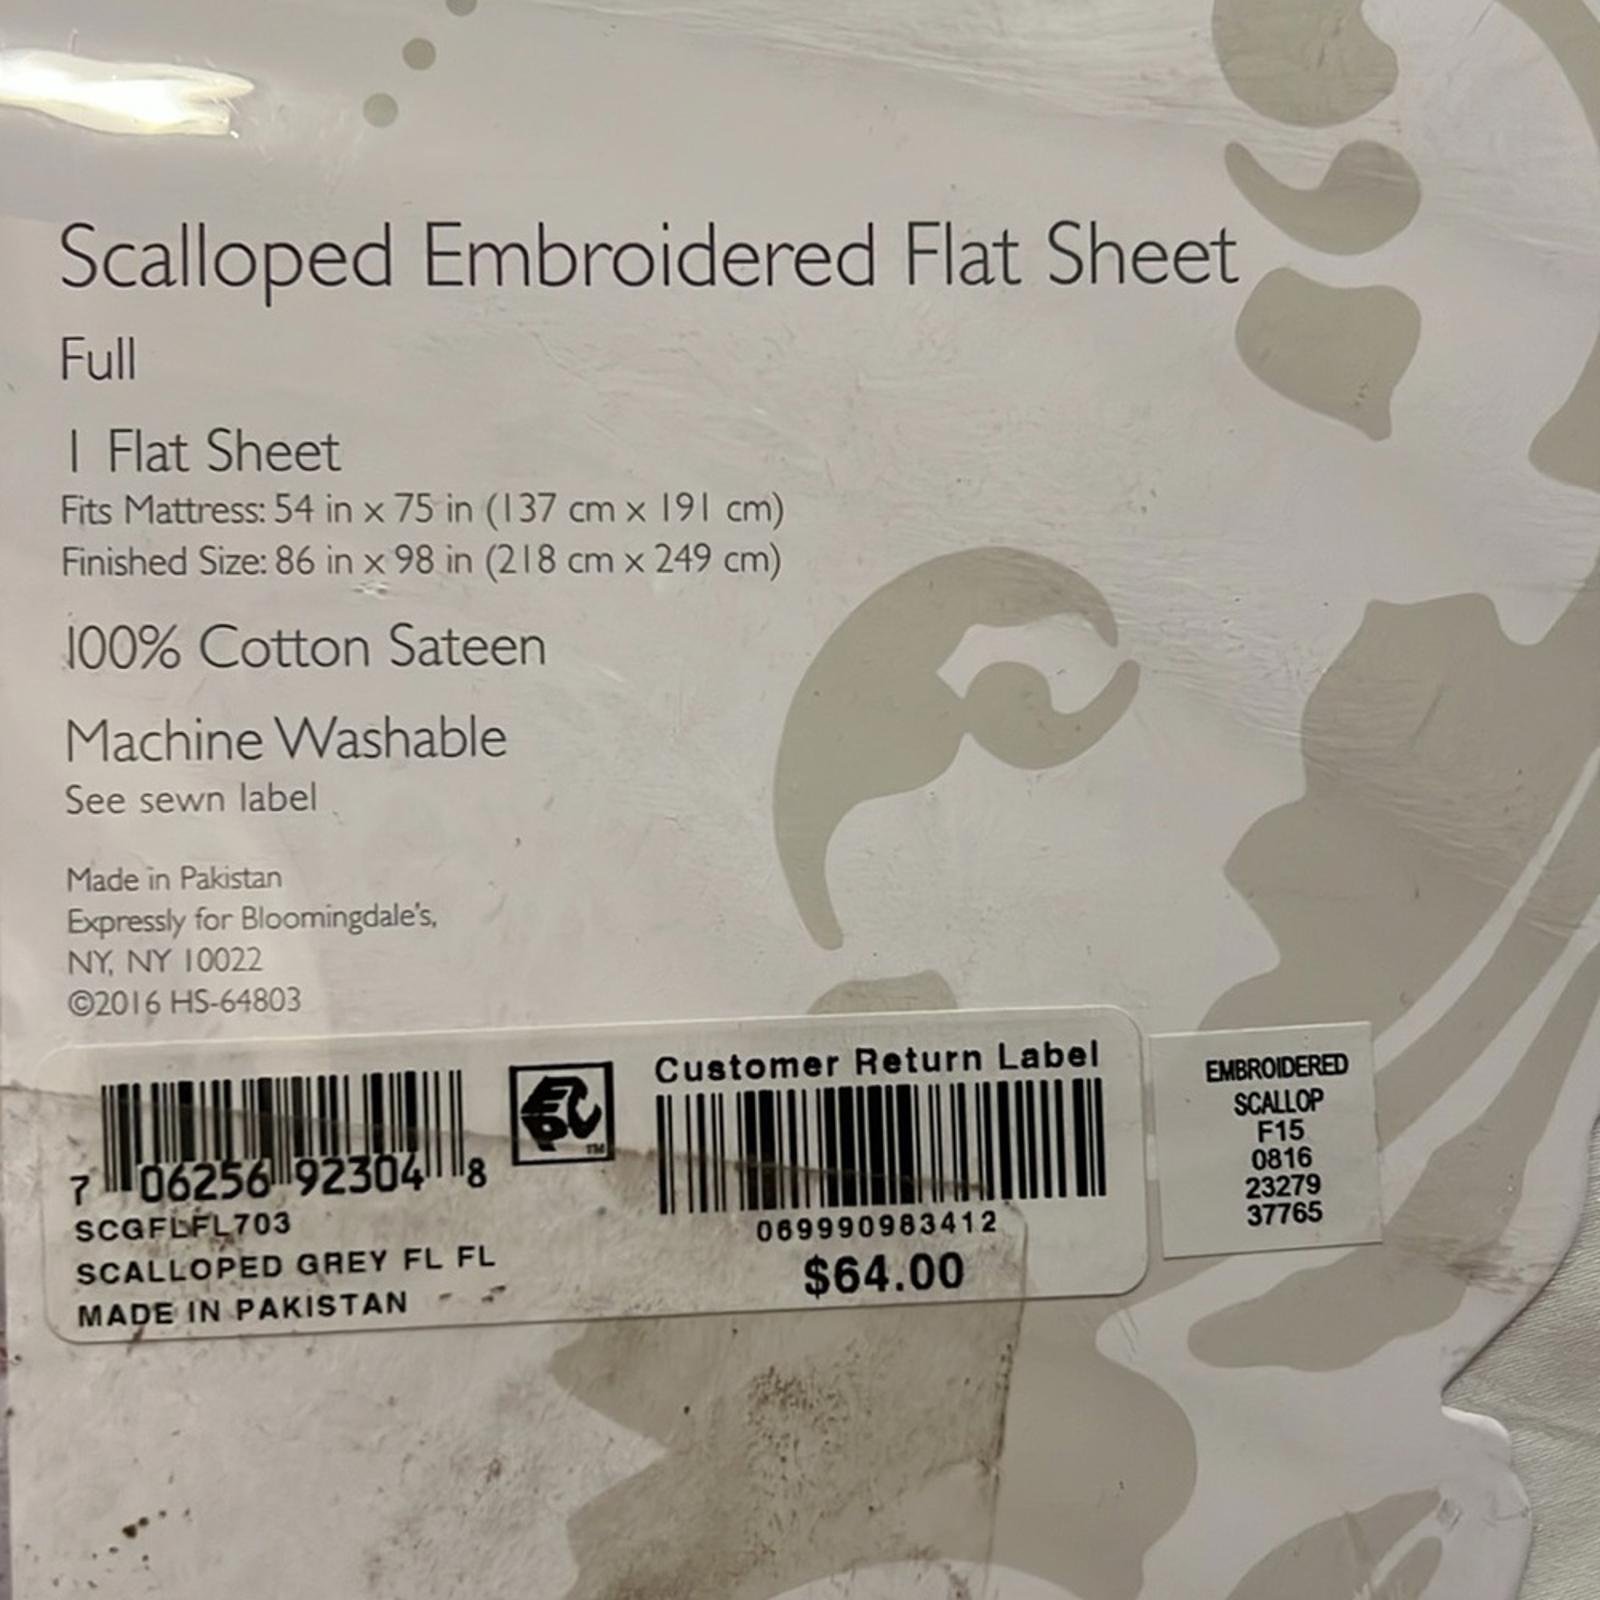 Scalloped Embroidered Flat Sheet
Full
1 Flat Sheet
Fits Mattress: 54 in x 75 in (137 cm x 191 cm)
Finished Size: 86 in x 98 in (218 cm x 249 cm)
100% Cotton Sateen
Machine Washable
See sewn label
Made in Pakistan
Expressly for Bloomingdale's,
NY, NY 10022
©2016 HS-64803
7 06256 92304 8
SCGFLFL703
SCALLOPED GREY FL FL
MADE IN PAKISTAN
TM
Customer Return Label
069990983412
$64.00
EMBROIDERED
SCALLOP
F15
0816
23279
37765